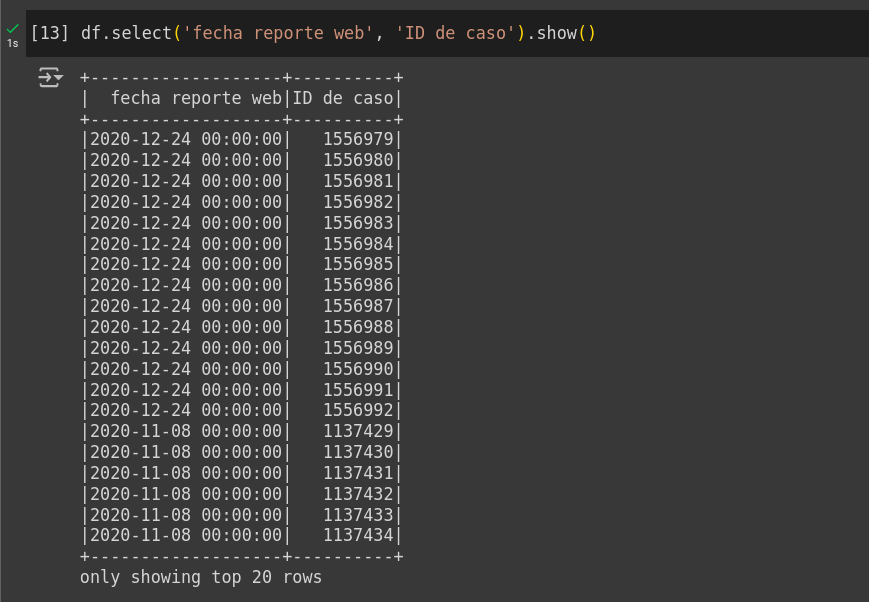 [13] df.select('fecha reporte web', 'ID de caso').show()
1s
+-------------------+----------+
|  fecha reporte web|ID de caso|
+-------------------+----------+
|2020-12-24 00:00:00|   1556979|
|2020-12-24 00:00:00|   1556980|
|2020-12-24 00:00:00|   1556981|
|2020-12-24 00:00:00|   1556982|
|2020-12-24 00:00:00|   1556983|
|2020-12-24 00:00:00|   1556984|
|2020-12-24 00:00:00|   1556985|
|2020-12-24 00:00:00|   1556986|
|2020-12-24 00:00:00|   1556987|
|2020-12-24 00:00:00|   1556988|
|2020-12-24 00:00:00|   1556989|
|2020-12-24 00:00:00|   1556990|
|2020-12-24 00:00:00|   1556991|
|2020-12-24 00:00:00|   1556992|
|2020-11-08 00:00:00|   1137429|
|2020-11-08 00:00:00|   1137430|
|2020-11-08 00:00:00|   1137431|
|2020-11-08 00:00:00|   1137432|
|2020-11-08 00:00:00|   1137433|
|2020-11-08 00:00:00|   1137434|
+-------------------+----------+
only showing top 20 rows